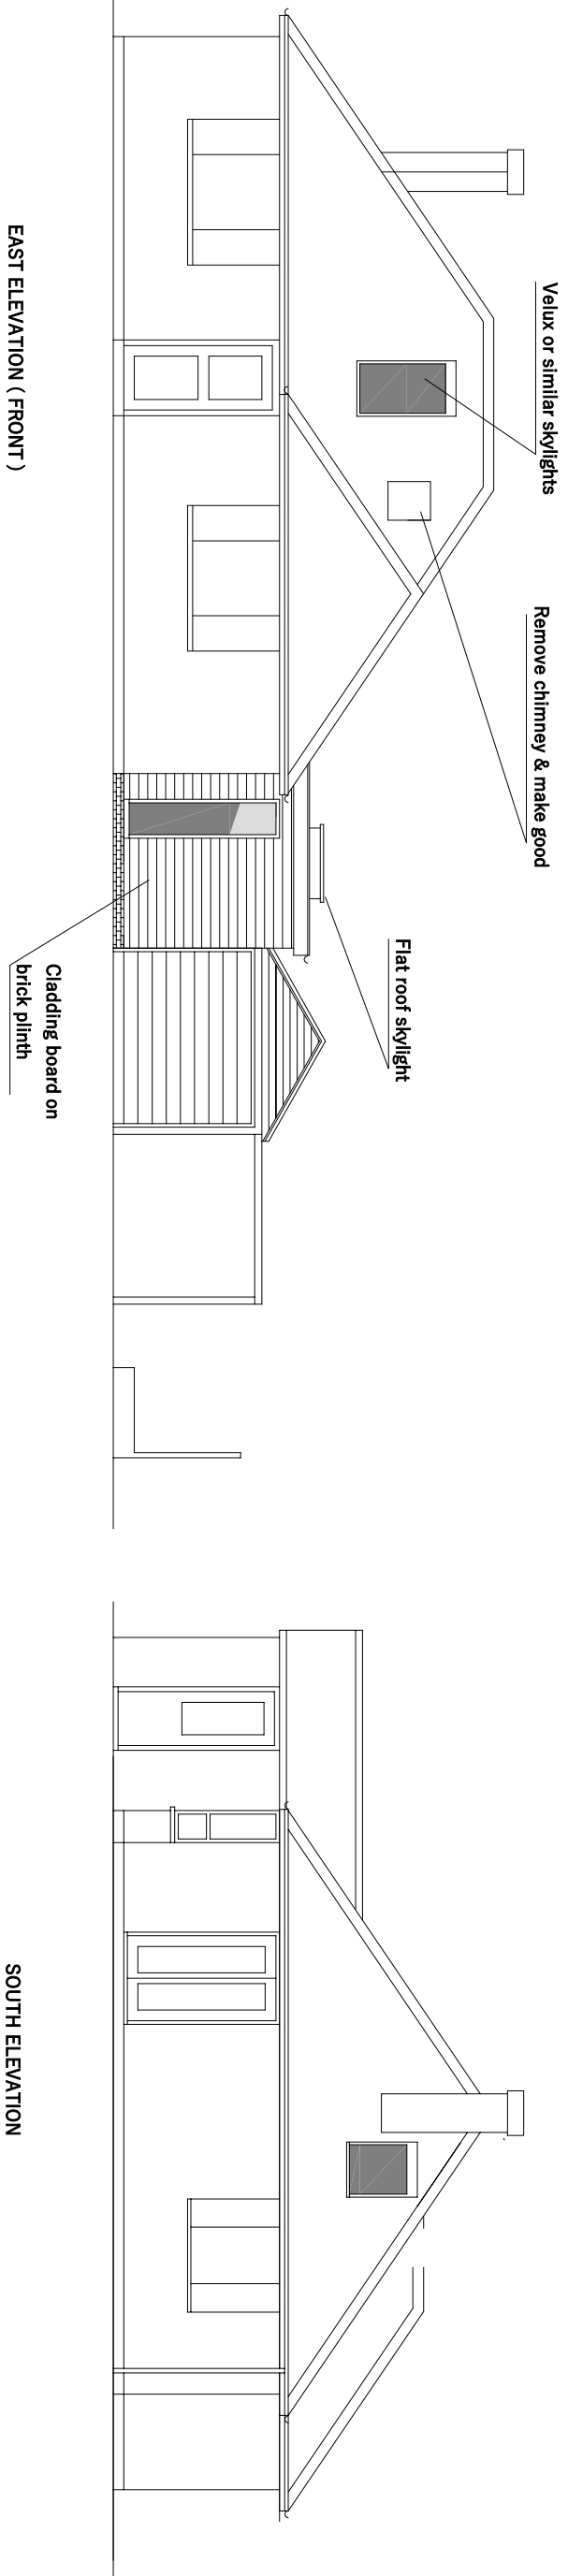 Velux or similar skylights
Remove chimney & make good
Flat roof skylight
Cladding board on
brick plinth
EAST ELEVATION ( FRONT )
SOUTH ELEVATION